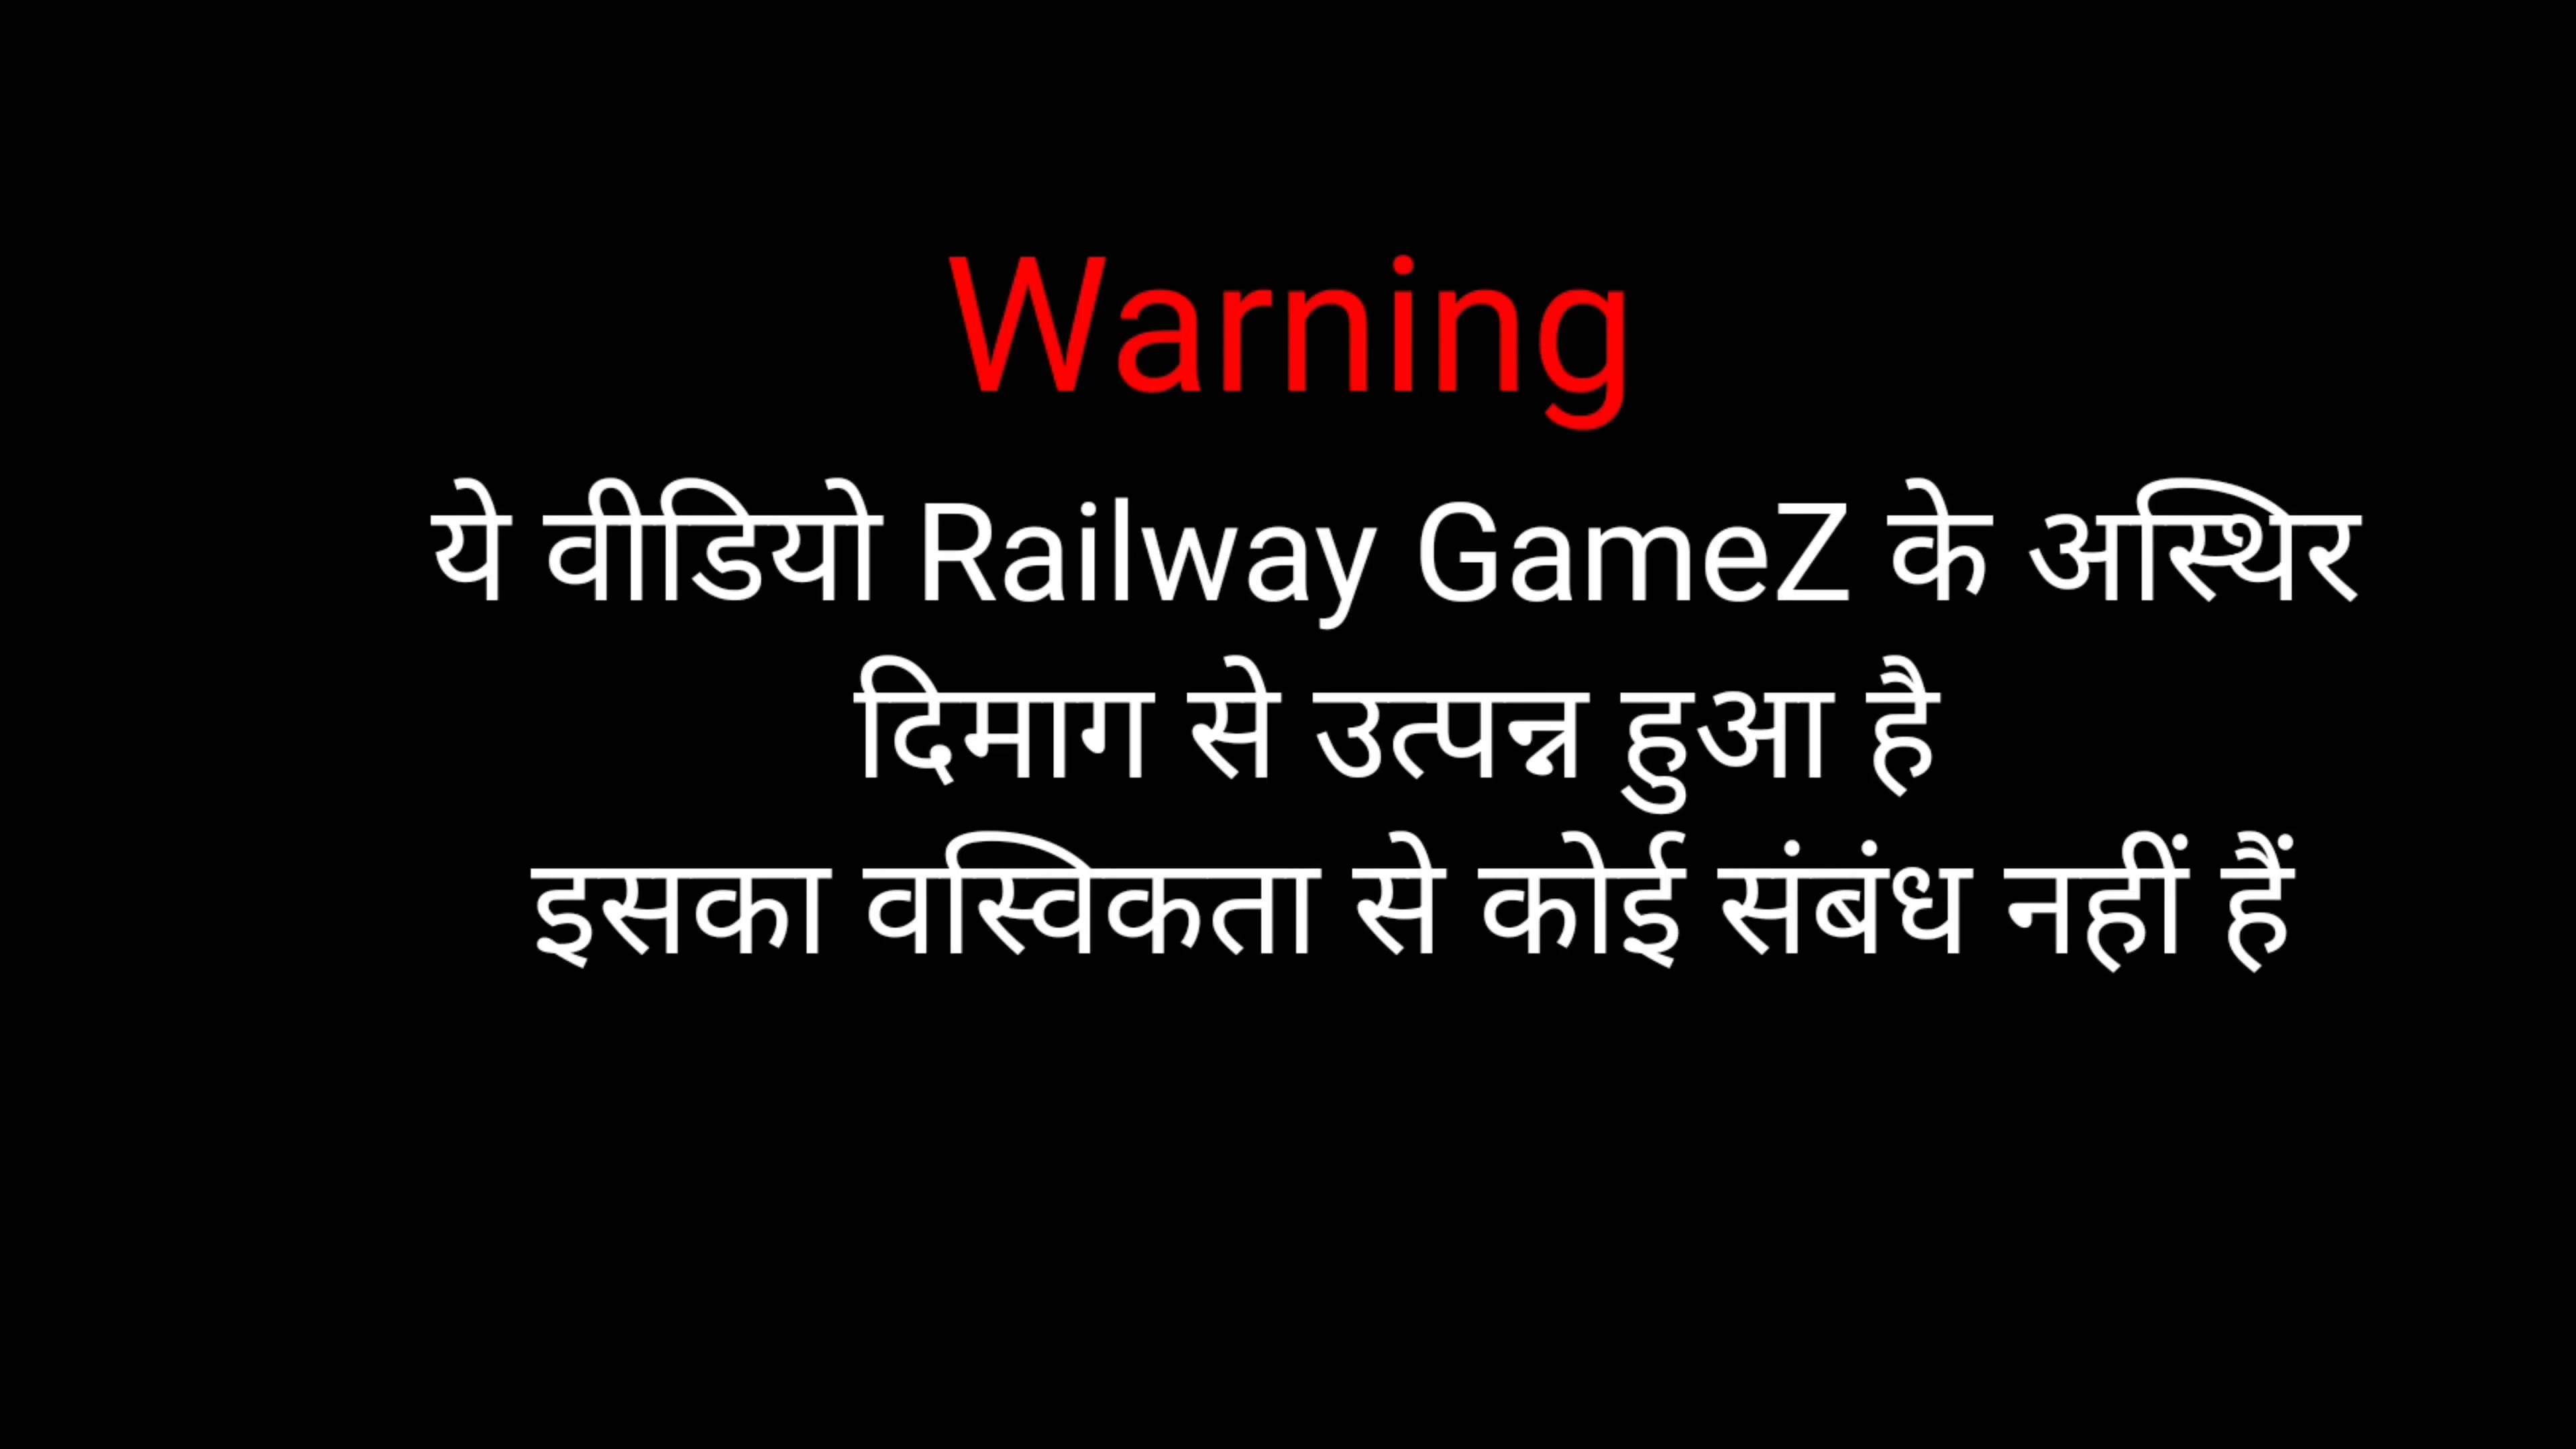 Warning
ये वीडियो Railway GameZ के अस्थिर
दिमाग से उत्पन्न हुआ है
इसका वस्विकता से कोई संबंध नहीं हैं